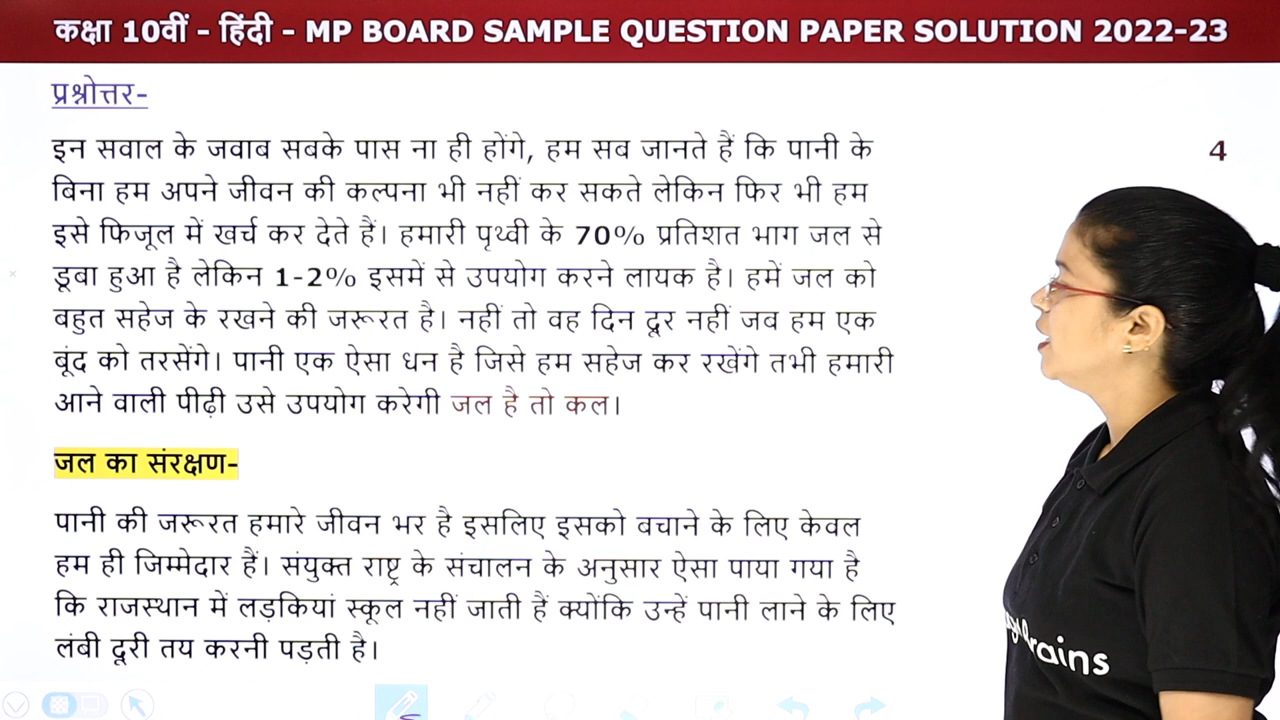 कक्षा 10वीं - हिंदी - MP BOARD SAMPLE QUESTION PAPER SOLUTION 2022-23
प्रश्नोत्तर-
4
इन सवाल के जवाब सबके पास ना ही होंगे, हम सब जानते हैं कि पानी के
बिना हम अपने जीवन की कल्पना भी नहीं कर सकते लेकिन फिर भी हम
इसे फिजूल में खर्च कर देते हैं। हमारी पृथ्वी के 70% प्रतिशत भाग जल से
डूबा हुआ है लेकिन 1-2% इसमें से उपयोग करने लायक है। हमें जल को
बहुत सहेज के रखने की जरूरत है। नहीं तो वह दिन दूर नहीं जब हम एक
बूंद को तरसेंगे। पानी एक ऐसा धन है जिसे हम सहेज कर रखेंगे तभी हमारी
आने वाली पीढ़ी उसे उपयोग करेगी जल है तो कल।
जल का संरक्षण-
पानी की जरूरत हमारे जीवन भर है इसलिए इसको वचाने के लिए केवल
हम ही जिम्मेदार हैं। संयुक्त राष्ट्र के संचालन के अनुसार ऐसा पाया गया है
कि राजस्थान में लड़कियां स्कूल नहीं जाती हैं क्योंकि उन्हें पानी लाने के लिए
लंबी दूरी तय करनी पड़ती है।